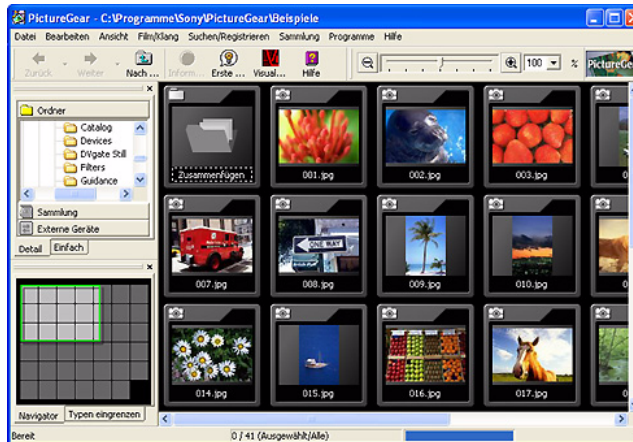 PictureGear - C:\Programme\Sony\PictureGear\Beispiele
Datei Bearbeiten Ansicht Film/Klang Suchen/Registrieren Sammlung Programme Hilfe
Zurück Weiter Nach ... Inform... Erste ... Visual... Hilfe 100 % PictureGea
Ordner
Catalog
Devices
DVgate Still
Filters
Guidance
Sammlung
Externe Geräte
Detail Einfach
Zusammenfügen 001.jpg 002.jpg 003.jpg
ONE WAY
007.jpg 008.jpg 009.jpg 010.jpg
014.jpg 015.jpg 016.jpg 017.jpg
Navigator Typen eingrenzen
Bereit 0 / 41 (Ausgewählt/Alle)